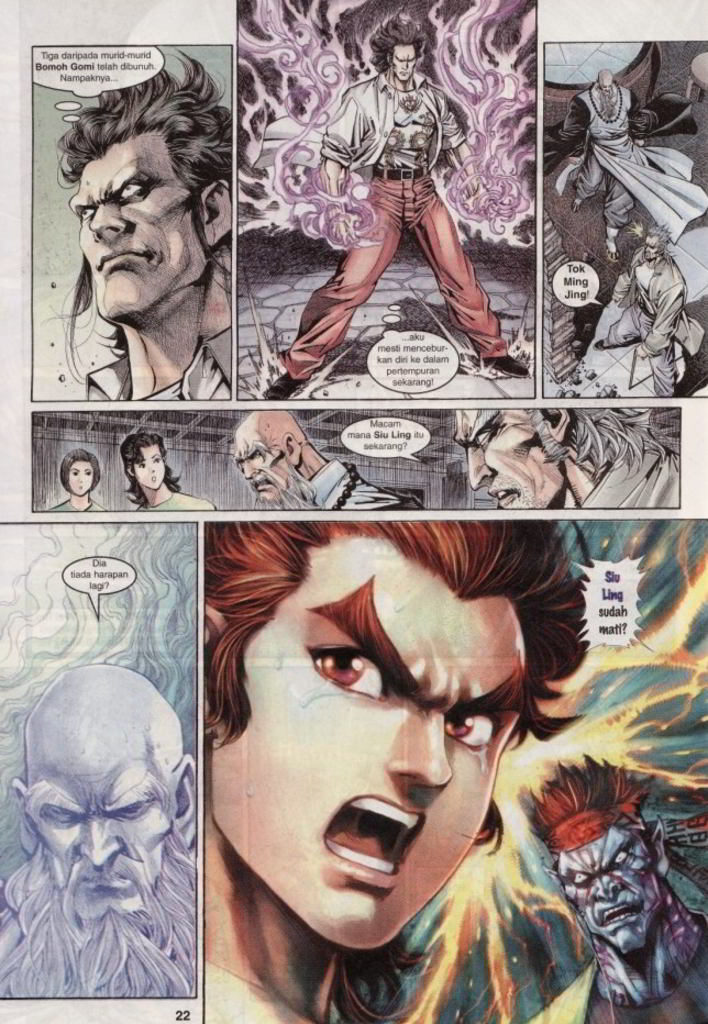 Tiga daripada murid-murid
Bomoh Gomi telah dibunuh.
Nampaknya...
...aku
mesti mencebur-
kan diri ke dalam
pertempuran
sekarang!
Tok
Ming
Jing!
Macam
mana Siu Ling itu
sekarang?
Dia
tiada harapan
lagi?
Siu
Ling
sudah
mati?
22